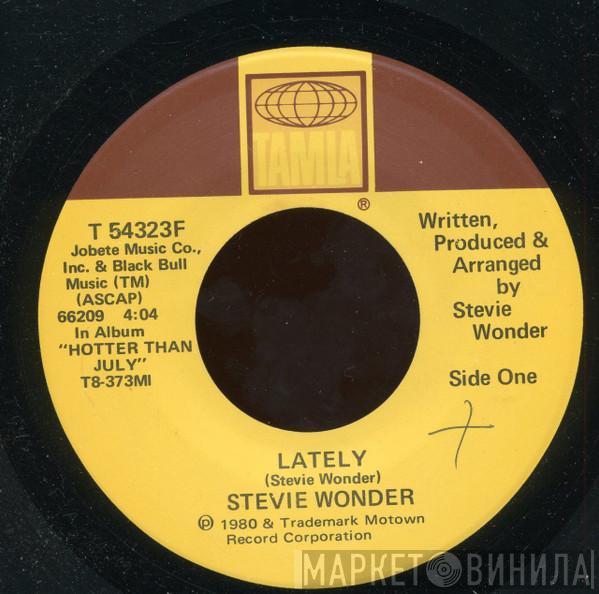 TAMLA
®
T 54323F
Jobete Music Co.,
Inc. & Black Bull
Music (TM)
(ASCAP)
66209 4:04
In Album
"HOTTER THAN
JULY"
T8-373MI
Written,
Produced &
Arranged
by
Stevie
Wonder
Side One
LATELY
(Stevie Wonder)
STEVIE WONDER
℗ 1980 & Trademark Motown
Record Corporation
МАРКЕТ ВИНИЛА